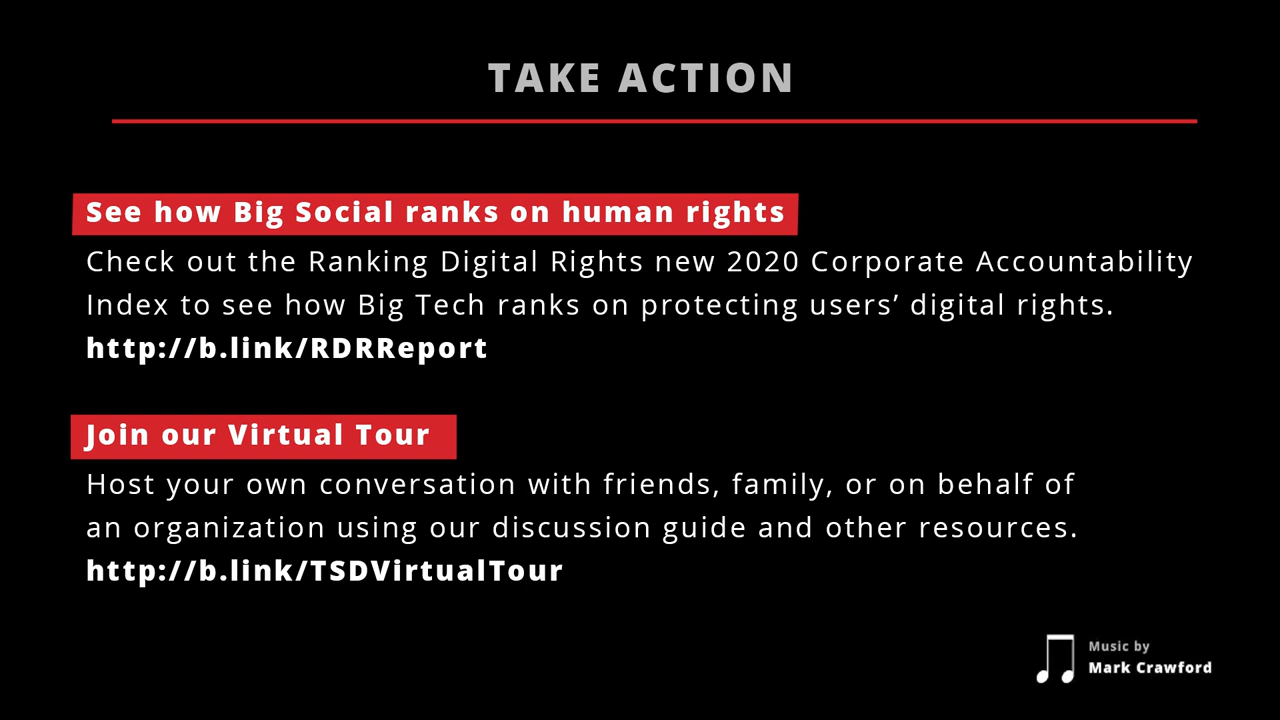 TAKE ACTION
See how Big Social ranks on human rights
Check out the Ranking Digital Rights new 2020 Corporate Accountability
Index to see how Big Tech ranks on protecting users’ digital rights.
http://b.link/RDRReport
Join our Virtual Tour
Host your own conversation with friends, family, or on behalf of
an organization using our discussion guide and other resources.
http://b.link/TSDVirtualTour
Music by
Mark Crawford